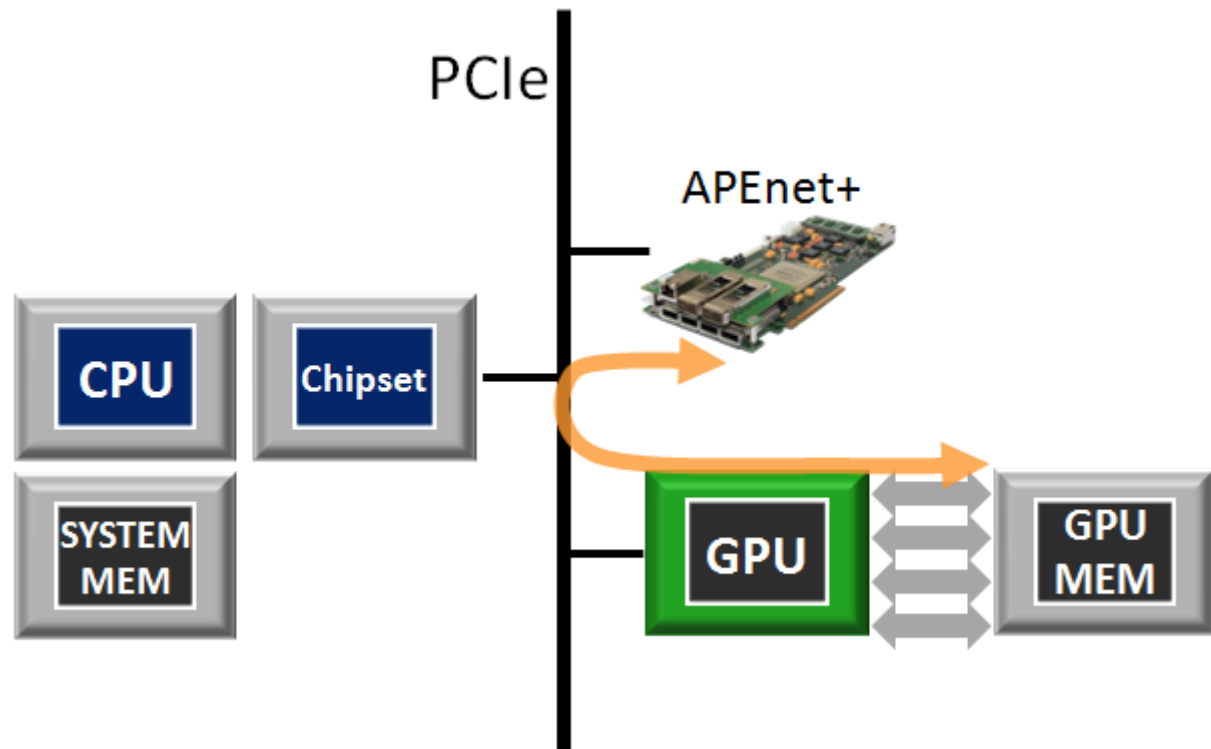 PCIe
APEnet+
CPU
Chipset
SYSTEM
MEM
GPU
GPU
MEM